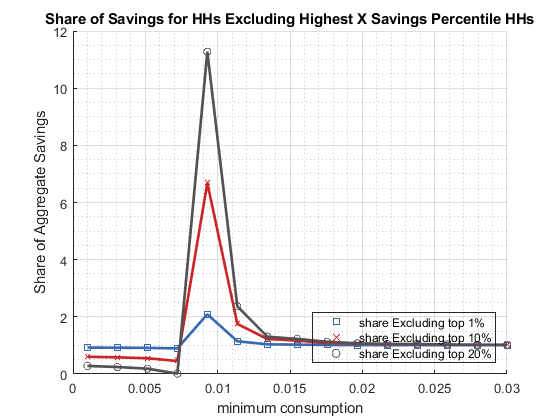 Share of Savings for HHs Excluding Highest X Savings Percentile HHs
12
10
8
6
4
2
0
Share of Aggregate Savings
share Excluding top 1%
share Excluding top 10%
share Excluding top 20%
0
0.005
0.01
0.015
0.02
0.025
0.03
minimum consumption